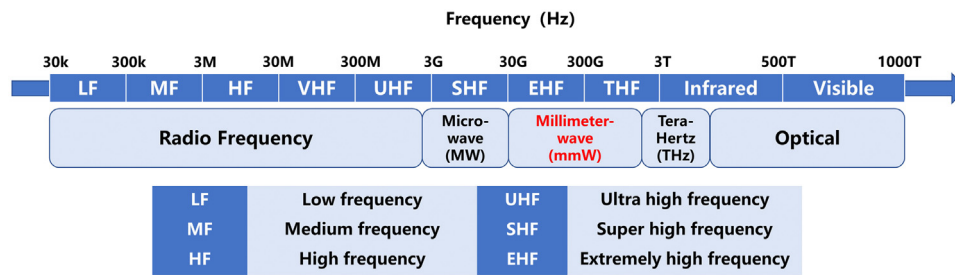 Frequency (Hz)
30k 300k 3M 30M 300M 3G 30G 300G 3T 500T 1000T
LF MF HF VHF UHF SHF EHF THF Infrared Visible
Radio Frequency
Micro-
wave
(MW)
Millimeter-
wave
(mmW)
Tera-
Hertz
(THz)
Optical
LF Low frequency UHF Ultra high frequency
MF Medium frequency SHF Super high frequency
HF High frequency EHF Extremely high frequency